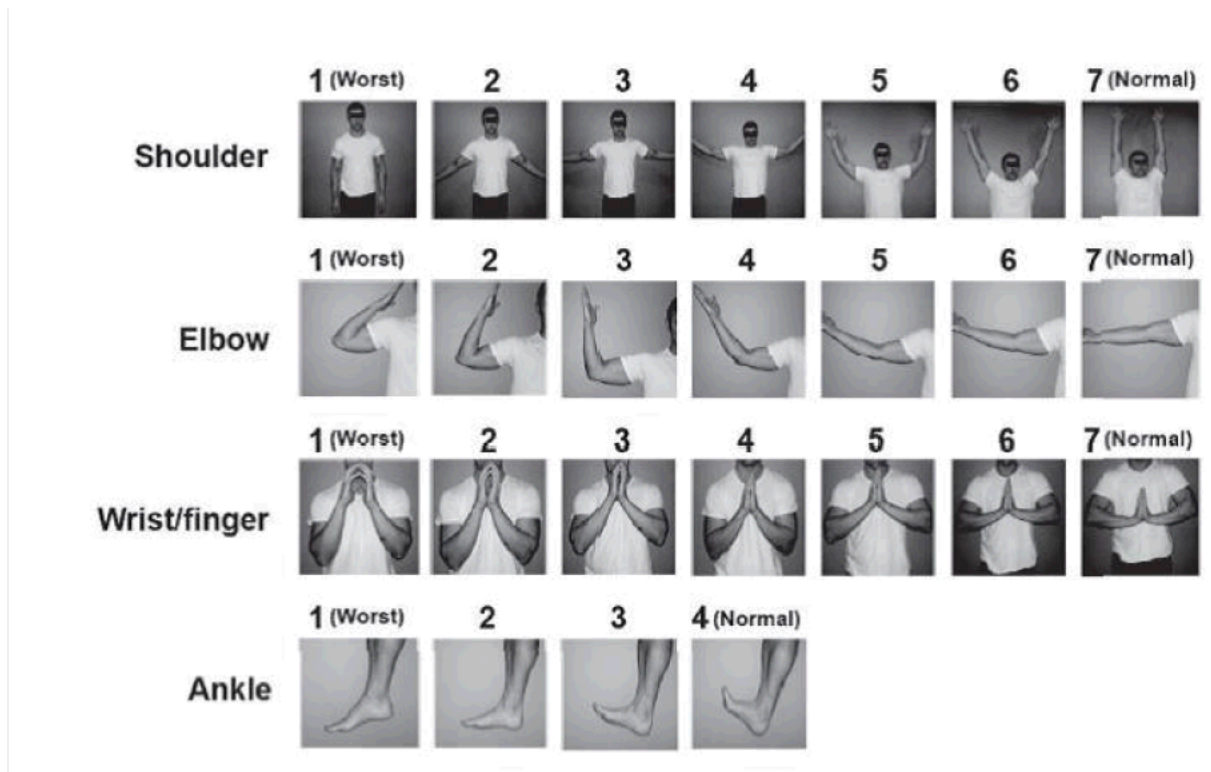 1 (Worst) 2 3 4 5 6 7 (Normal)
Shoulder
1 (Worst) 2 3 4 5 6 7 (Normal)
Elbow
1 (Worst) 2 3 4 5 6 7 (Normal)
Wrist/finger
1 (Worst) 2 3 4 (Normal)
Ankle